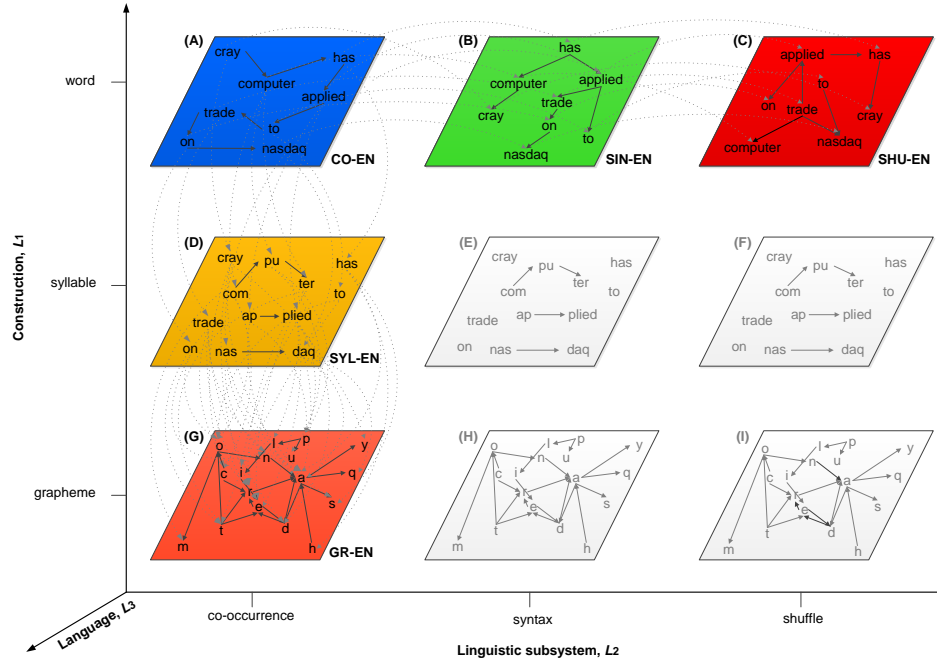 (A)
cray
has
computer
applied
trade
to
on
nasdaq
CO-EN
(B)
has
computer
applied
trade
cray
on
to
nasdaq
SIN-EN
(C)
applied
has
to
on
trade
cray
computer
nasdaq
SHU-EN
word
(D)
cray
pu
has
ter
com
to
ap
plied
trade
on
nas
daq
SYL-EN
(E)
cray
pu
has
ter
com
to
ap
plied
trade
on
nas
daq
(F)
cray
pu
has
ter
com
to
ap
plied
trade
on
nas
daq
syllable
Construction, L1
(G)
o
l
p
y
n
u
c
i
a
q
r
e
s
t
d
m
h
GR-EN
(H)
o
l
p
y
n
u
c
i
a
q
r
e
s
t
d
m
h
(I)
o
l
p
y
n
u
c
i
a
q
r
e
s
t
d
m
h
grapheme
Language, L3
co-occurrence
syntax
shuffle
Linguistic subsystem, L2